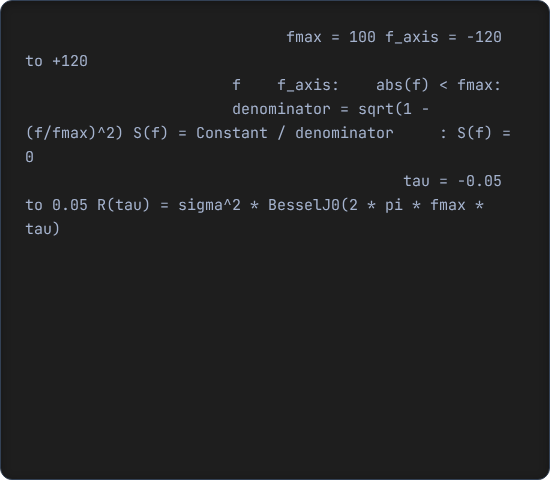 fmax = 100 f_axis = -120
to +120
f    f_axis:    abs(f) < fmax:
denominator = sqrt(1 -
(f/fmax)^2) S(f) = Constant / denominator     : S(f) =
0
tau = -0.05
to 0.05 R(tau) = sigma^2 * BesselJ0(2 * pi * fmax *
tau)